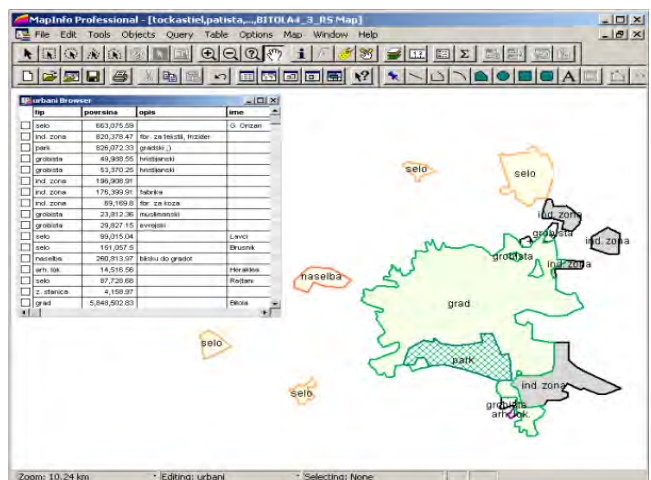 MapInfo Professional - [tockastiel,patista,...,BITOLA4_3_RS Map]
File Edit Tools Objects Query Table Options Map Window Help
urbani Browser
tip povrsina opis ime
selo 663,075.59 G. Orizari
ind. zona 820,378.47 fbr. za tekstil, frizider
park 826,072.33 gradski ;)
grobista 49,988.55 hristijanski
grobista 53,370.25 hristijanski
ind. zona 196,908.91
ind. zona 176,399.91 fabrika
ind. zona 69,169.8 fbr. za koza
grobista 23,812.36 muslimanski
grobista 29,827.15 evrejski
selo 99,015.04 Lavci
selo 151,057.5 Brusnik
naselba 260,813.97 blisku do gradot
arh. lok 14,516.56 Heraklea
selo 87,728.68 Rađani
z. stanica 4,158.97
grad 5,848,502.83 Bitola
selo
selo
ind. zona
grobista
ind. zona
grobista
ind. zona
naselba
grad
selo
park
ind. zona
selo
grobista
arh. lok.
Zoom: 10.24 km Editing: urbani Selecting: None